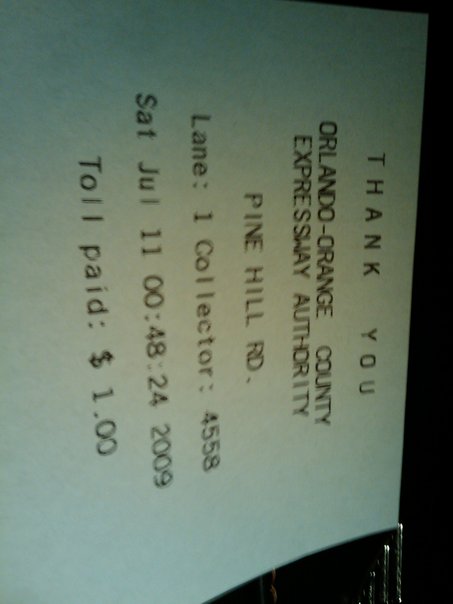 THANK YOU
ORLANDO-ORANGE COUNTY
EXPRESSWAY AUTHORITY
PINE HILL RD.
Lane: 1 Collector: 4558
Sat Jul 11 00:48:24 2009
Toll paid: $ 1.00